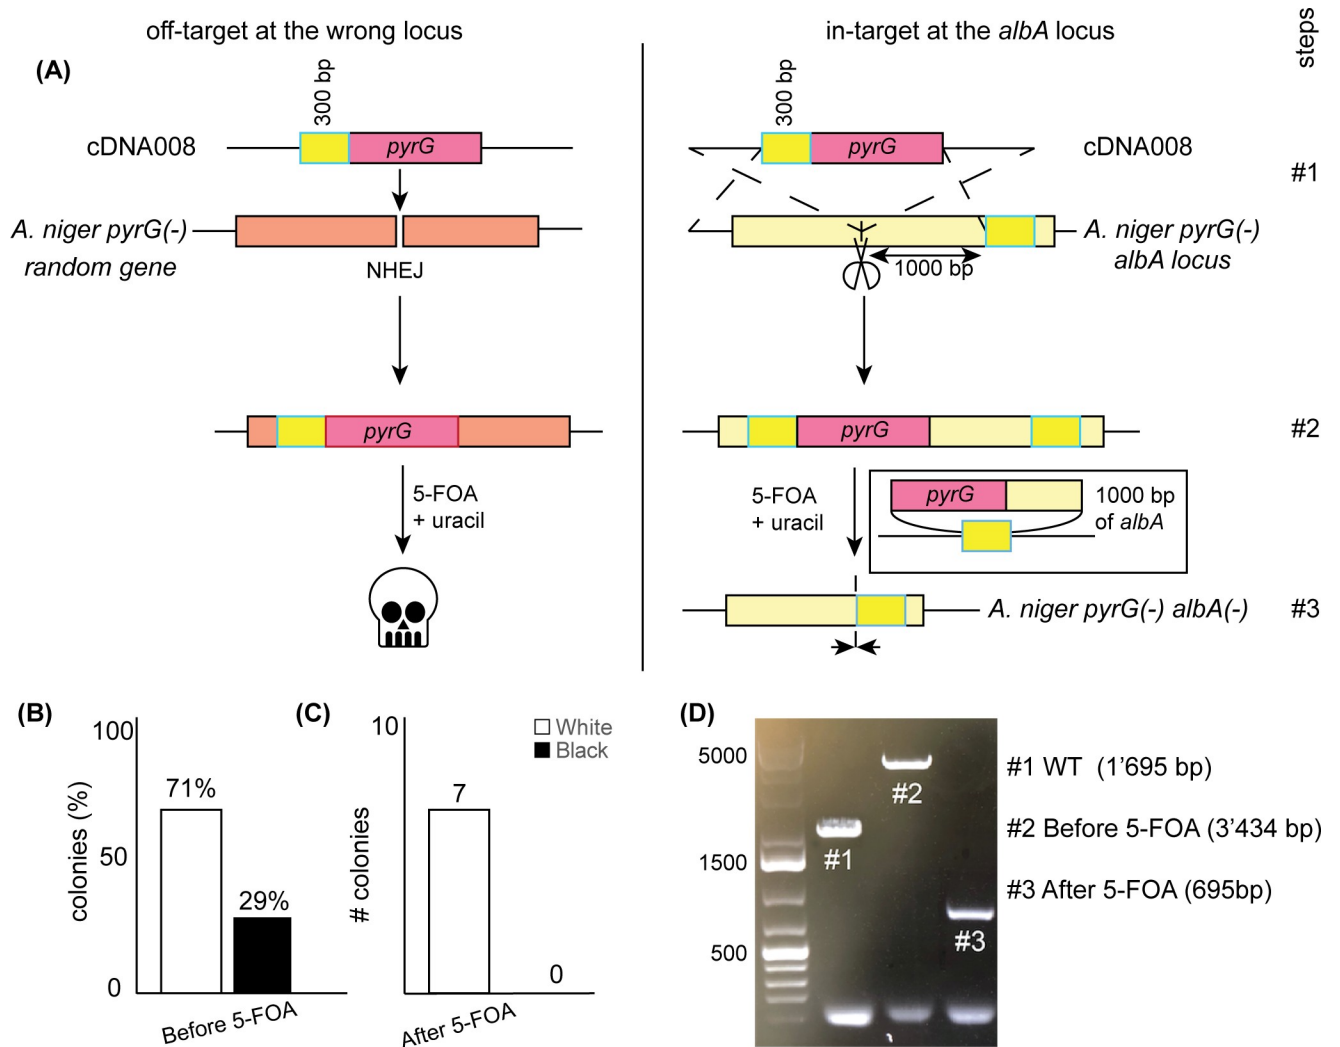 off-target at the wrong locus
in-target at the albA locus
steps
(A)
300 bp
300 bp
cDNA008
pyrG
pyrG
cDNA008
#1
A. niger pyrG(-)
random gene
NHEJ
1000 bp
A. niger pyrG(-)
albA locus
pyrG
pyrG
#2
5-FOA
+ uracil
5-FOA
+ uracil
pyrG
1000 bp
of albA
A. niger pyrG(-) albA(-)
#3
(B)
100
50
0
colonies (%)
71%
29%
Before 5-FOA
(C)
10
# colonies
7
0
White
Black
After 5-FOA
(D)
5000
1500
500
#1
#2
#3
#1 WT (1'695 bp)
#2 Before 5-FOA (3'434 bp)
#3 After 5-FOA (695bp)